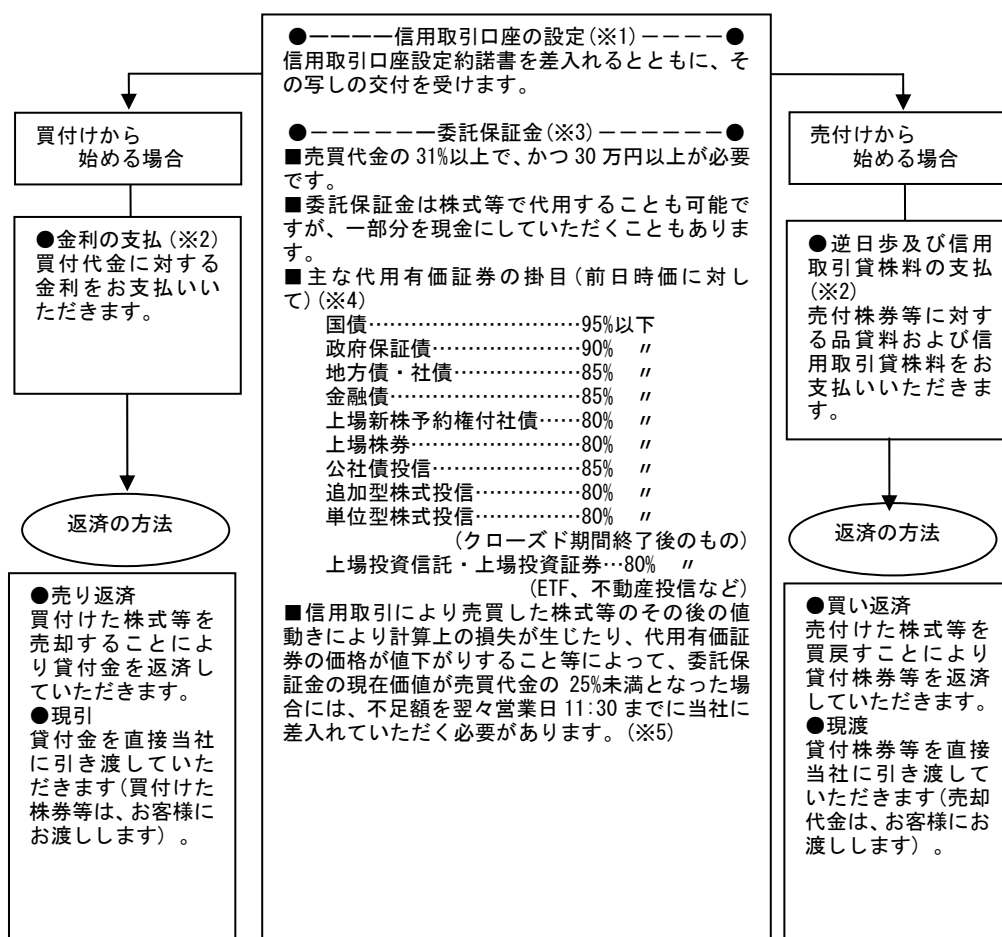 ●――――信用取引口座の設定(※1)――――●
信用取引口座設定約諾書を差入れるとともに、そ
の写しの交付を受けます。
●――――――委託保証金(※3)――――――●
■売買代金の 31%以上で、かつ 30 万円以上が必要
です。
■委託保証金は株式等で代用することも可能で
すが、一部分を現金にしていただくこともありま
す。
■主な代用有価証券の掛目(前日時価に対し
て)(※4)
国債…………………………95%以下
政府保証債…………………90% 〃
地方債・社債………………85% 〃
金融債………………………85% 〃
上場新株予約権付社債……80% 〃
上場株券……………………80% 〃
公社債投信…………………85% 〃
追加型株式投信……………80% 〃
単位型株式投信……………80% 〃
(クローズド期間終了後のもの)
上場投資信託・上場投資証券…80% 〃
(ETF、不動産投信など)
■信用取引により売買した株式等のその後の値
動きにより計算上の損失が生じたり、代用有価証
券の価格が値下がりすること等によって、委託保
証金の現在価値が売買代金の 25%未満となった場
合には、不足額を翌々営業日 11:30 までに当社に
差入れていただく必要があります。(※5)
買付けから
始める場合
●金利の支払(※2)
買付代金に対する
金利をお支払いい
ただきます。
返済の方法
●売り返済
買付けた株式等を
売却することによ
り貸付金を返済し
ていただきます。
●現引
貸付金を直接当社
に引き渡していた
だきます(買付けた
株券等は、お客様に
お渡しします) 。
売付けから
始める場合
●逆日歩及び信用
取引貸株料の支払
(※2)
売付株券等に対す
る品貸料および信
用取引貸株料をお
支払いいただきま
す。
返済の方法
●買い返済
売付けた株式等を
買戻すことにより
貸付株券等を返済
していただきます。
●現渡
貸付株券等を直接
当社に引き渡して
いただきます(売却
代金は、お客様にお
渡しします) 。